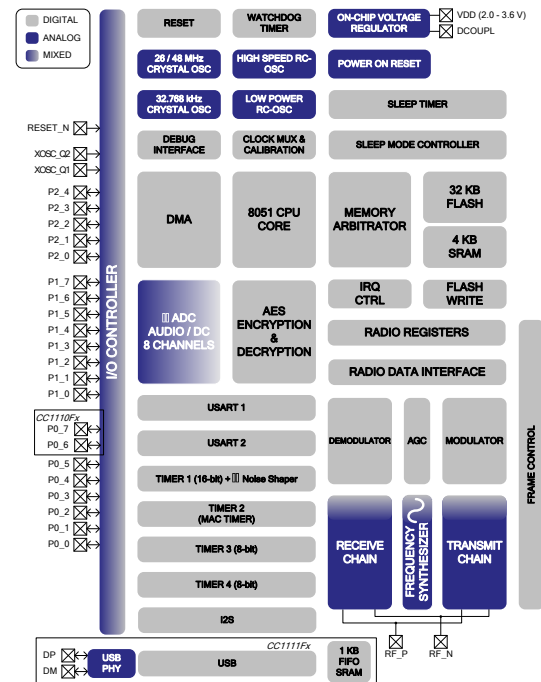 DIGITAL
ANALOG
MIXED
RESET
WATCHDOG
TIMER
ON-CHIP VOLTAGE
REGULATOR
VDD (2.0 - 3.6 V)
DCOUPL
26 / 48 MHz
CRYSTAL OSC
HIGH SPEED RC-
OSC
POWER ON RESET
32.768 kHz
CRYSTAL OSC
LOW POWER
RC-OSC
SLEEP TIMER
DEBUG
INTERFACE
CLOCK MUX &
CALIBRATION
SLEEP MODE CONTROLLER
RESET_N
XOSC_Q2
XOSC_Q1
P2_4
P2_3
P2_2
P2_1
P2_0
P1_7
P1_6
P1_5
P1_4
P1_3
P1_2
P1_1
P1_0
CC1110Fx
P0_7
P0_6
P0_5
P0_4
P0_3
P0_2
P0_1
P0_0
I/O CONTROLLER
DMA
8051 CPU
CORE
MEMORY
ARBITRATOR
32 KB
FLASH
4 KB
SRAM
ADC
AUDIO / DC
8 CHANNELS
AES
ENCRYPTION
&
DECRYPTION
IRQ
CTRL
FLASH
WRITE
RADIO REGISTERS
RADIO DATA INTERFACE
USART 1
USART 2
TIMER 1 (16-bit) + Noise Shaper
TIMER 2
(MAC TIMER)
TIMER 3 (8-bit)
TIMER 4 (8-bit)
I2S
DEMODULATOR
AGC
MODULATOR
FRAME CONTROL
RECEIVE
CHAIN
FREQUENCY
SYNTHESIZER
TRANSMIT
CHAIN
RF_P
RF_N
CC1111Fx
DP
DM
USB
PHY
USB
1 KB
FIFO
SRAM